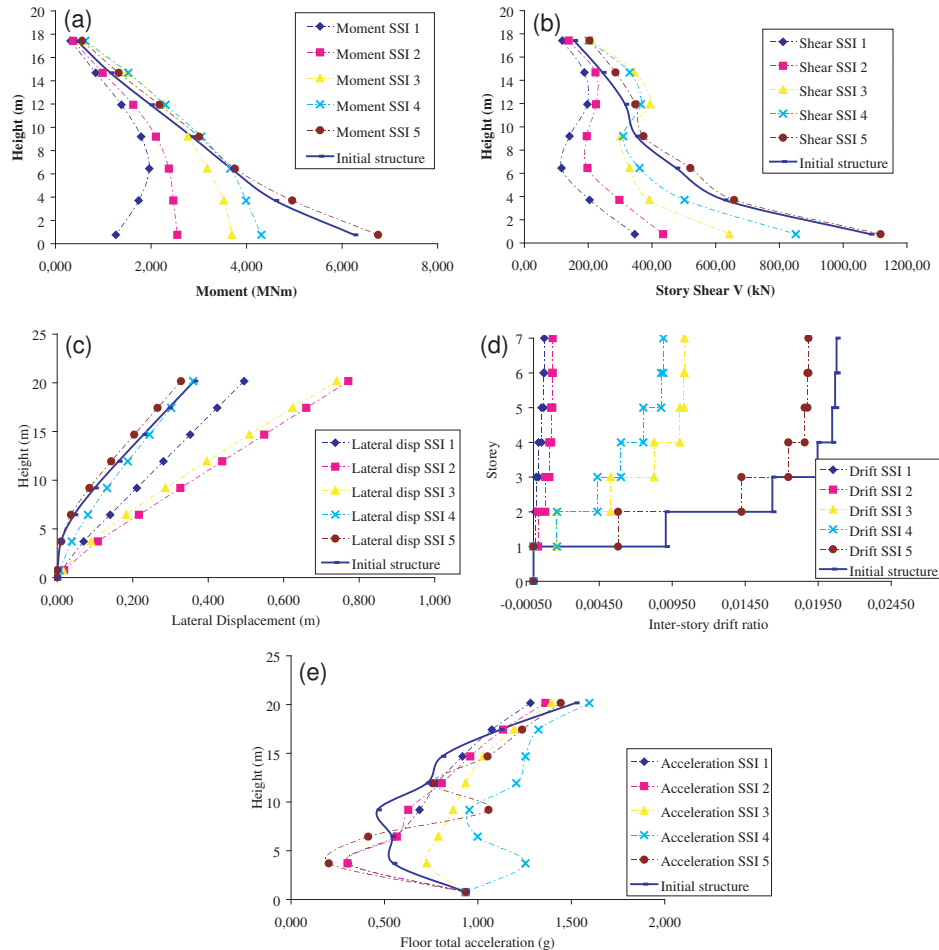 (a)
Height (m)
20
18
16
14
12
10
8
6
4
2
0
0,000 2,000 4,000 6,000 8,000
Moment (MNm)
Moment SSI 1
Moment SSI 2
Moment SSI 3
Moment SSI 4
Moment SSI 5
Initial structure
(b)
Height (m)
20
18
16
14
12
10
8
6
4
2
0
0,00 200,00 400,00 600,00 800,00 1000,00 1200,00
Story Shear V (kN)
Shear SSI 1
Shear SSI 2
Shear SSI 3
Shear SSI 4
Shear SSI 5
Initial structure
(c)
Height (m)
25
20
15
10
5
0
0,000 0,200 0,400 0,600 0,800 1,000
Lateral Displacement (m)
Lateral disp SSI 1
Lateral disp SSI 2
Lateral disp SSI 3
Lateral disp SSI 4
Lateral disp SSI 5
Initial structure
(d)
Storey
7
6
5
4
3
2
1
0
-0,00050 0,00450 0,00950 0,01450 0,01950 0,02450
Inter-story drift ratio
Drift SSI 1
Drift SSI 2
Drift SSI 3
Drift SSI 4
Drift SSI 5
Initial structure
(e)
Height (m)
25
20
15
10
5
0
0,000 0,500 1,000 1,500 2,000
Floor total acceleration (g)
Acceleration SSI 1
Acceleration SSI 2
Acceleration SSI 3
Acceleration SSI 4
Acceleration SSI 5
Initial structure